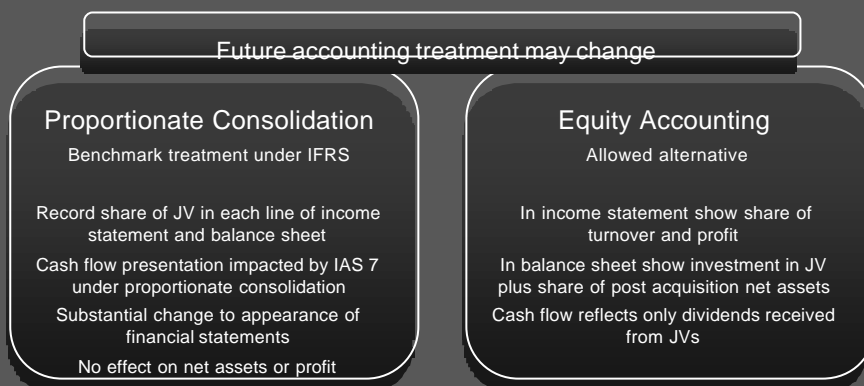 Future accounting treatment may change
Proportionate Consolidation
Benchmark treatment under IFRS
Record share of JV in each line of income
statement and balance sheet
Cash flow presentation impacted by IAS 7
under proportionate consolidation
Substantial change to appearance of
financial statements
No effect on net assets or profit
Equity Accounting
Allowed alternative
In income statement show share of
turnover and profit
In balance sheet show investment in JV
plus share of post acquisition net assets
Cash flow reflects only dividends received
from JVs